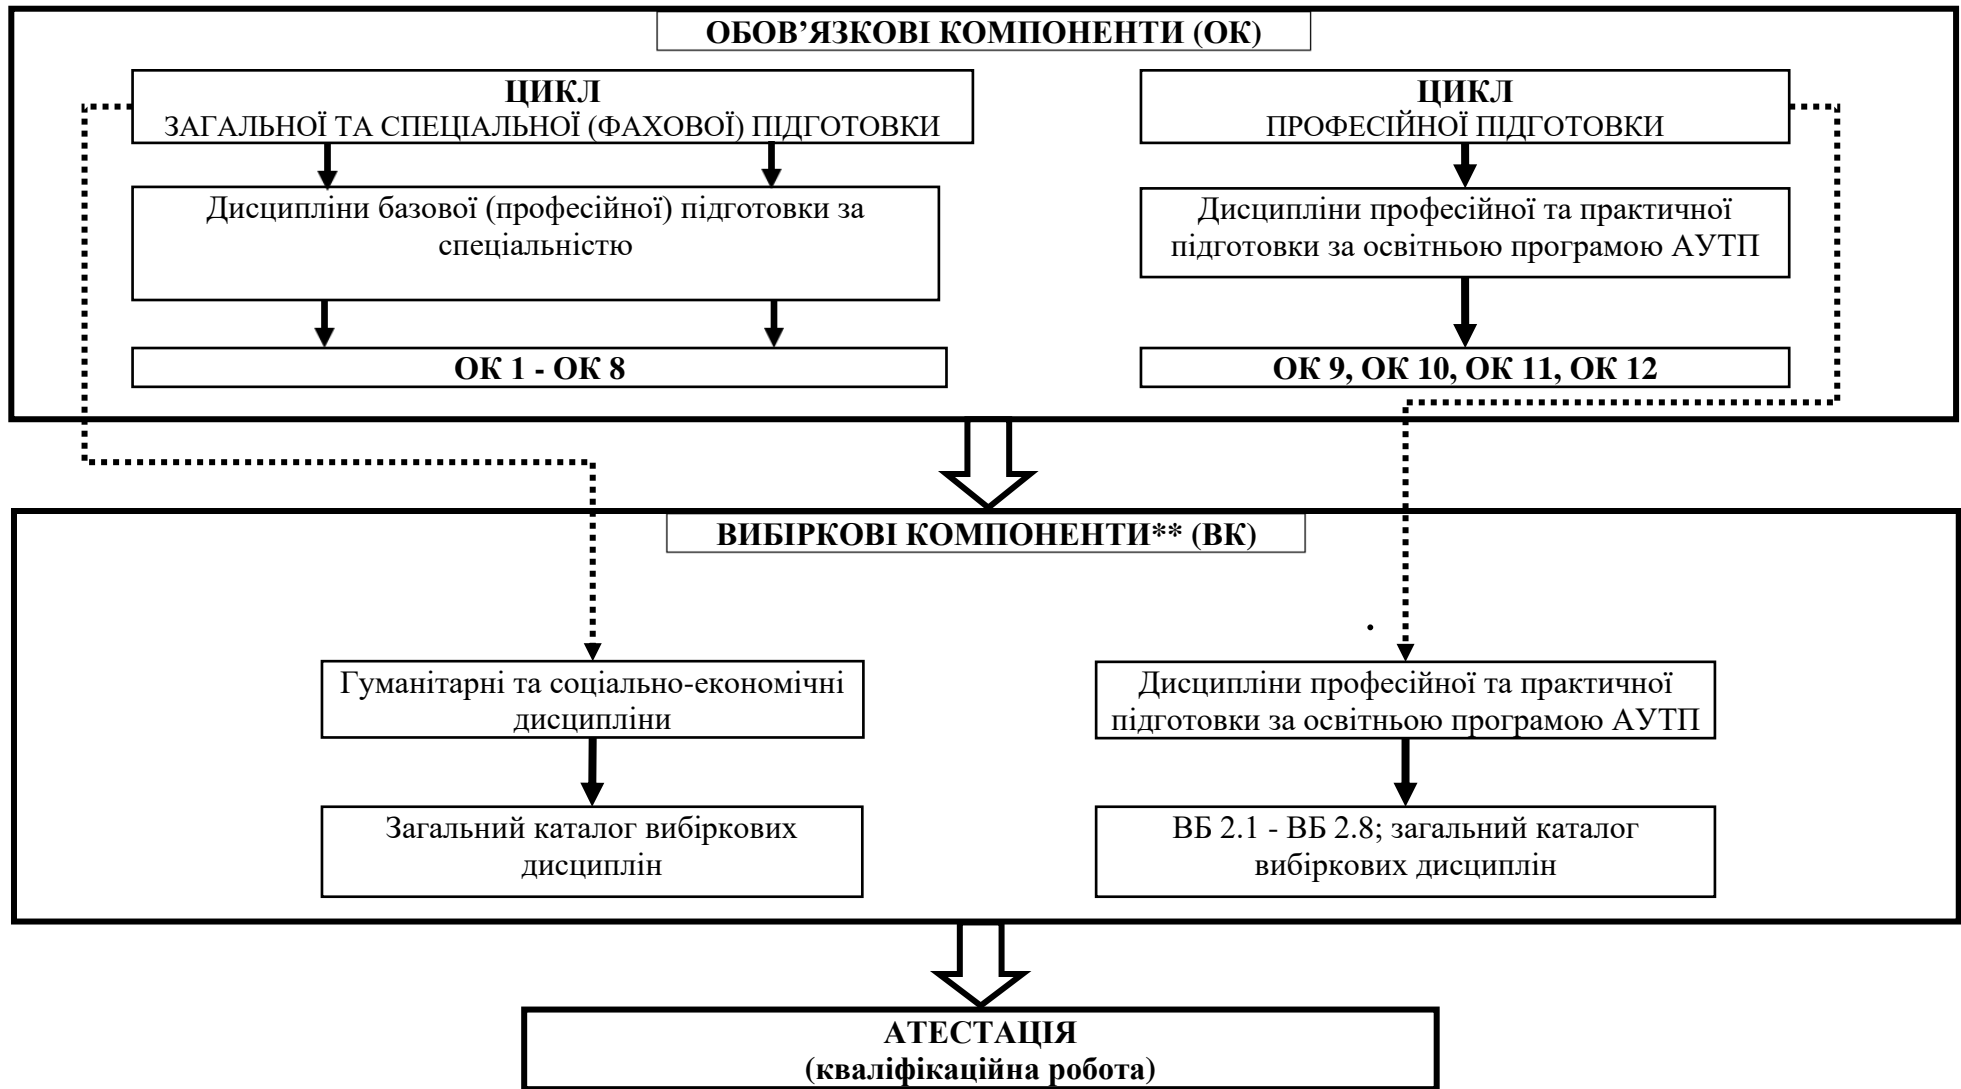 ОБОВ’ЯЗКОВІ КОМПОНЕНТИ (ОК)
ЦИКЛ
ЗАГАЛЬНОЇ ТА СПЕЦІАЛЬНОЇ (ФАХОВОЇ) ПІДГОТОВКИ
Дисципліни базової (професійної) підготовки за
спеціальністю
ОК 1 - ОК 8
ЦИКЛ
ПРОФЕСІЙНОЇ ПІДГОТОВКИ
Дисципліни професійної та практичної
підготовки за освітньою програмою АУТП
ОК 9, ОК 10, ОК 11, ОК 12
ВИБІРКОВІ КОМПОНЕНТИ** (ВК)
.
Гуманітарні та соціально-економічні
дисципліни
Загальний каталог вибіркових
дисциплін
Дисципліни професійної та практичної
підготовки за освітньою програмою АУТП
ВБ 2.1 - ВБ 2.8; загальний каталог
вибіркових дисциплін
АТЕСТАЦІЯ
(кваліфікаційна робота)